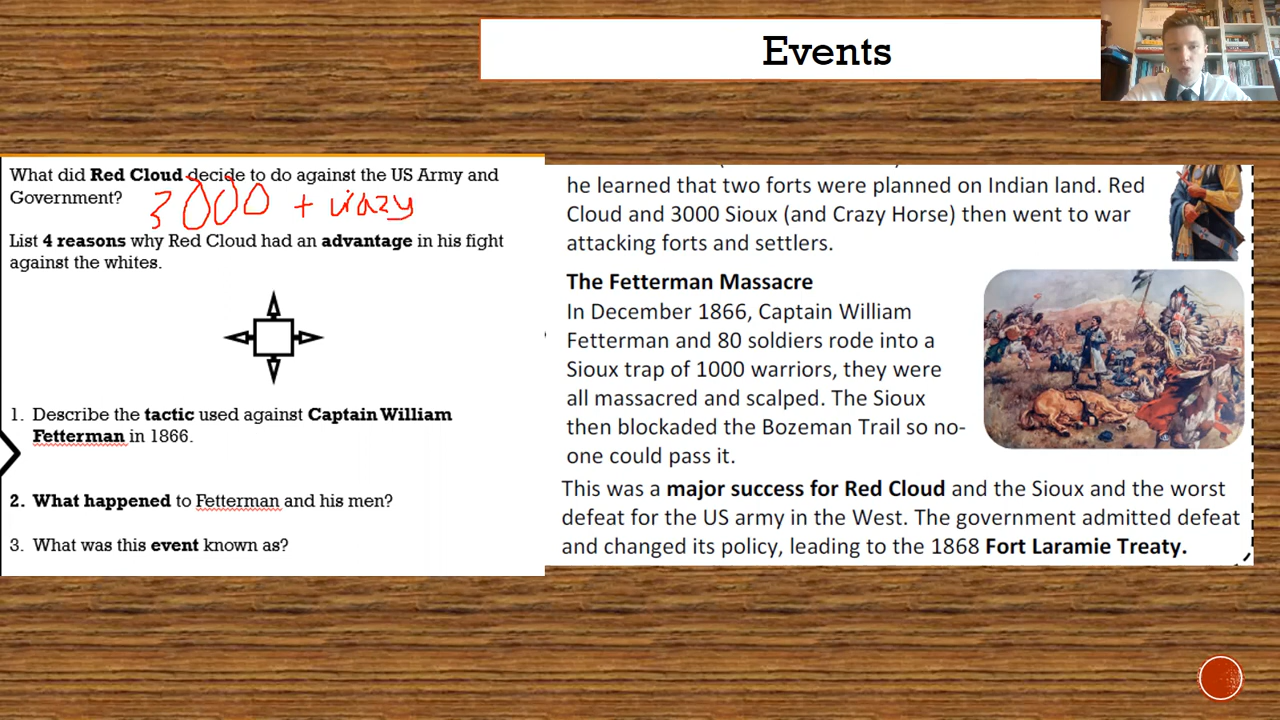 Events
What did Red Cloud decide to do against the US Army and
Government?
3000 + crazy
List 4 reasons why Red Cloud had an advantage in his fight
against the whites.
1. Describe the tactic used against Captain William
Fetterman in 1866.
2. What happened to Fetterman and his men?
3. What was this event known as?
he learned that two forts were planned on Indian land. Red
Cloud and 3000 Sioux (and Crazy Horse) then went to war
attacking forts and settlers.
The Fetterman Massacre
In December 1866, Captain William
Fetterman and 80 soldiers rode into a
Sioux trap of 1000 warriors, they were
all massacred and scalped. The Sioux
then blockaded the Bozeman Trail so no-
one could pass it.
This was a major success for Red Cloud and the Sioux and the worst
defeat for the US army in the West. The government admitted defeat
and changed its policy, leading to the 1868 Fort Laramie Treaty.